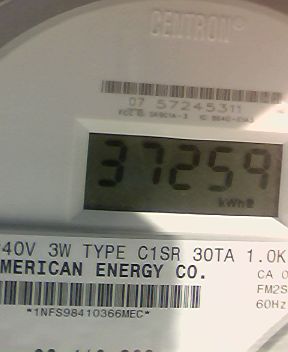 CENTRON®
07 57245311
37259
kWh
40V 3W TYPE C1SR 30TA 1.0K
MERICAN ENERGY CO.
CA 0
FM2S
60Hz
*1NFS98410366MEC*